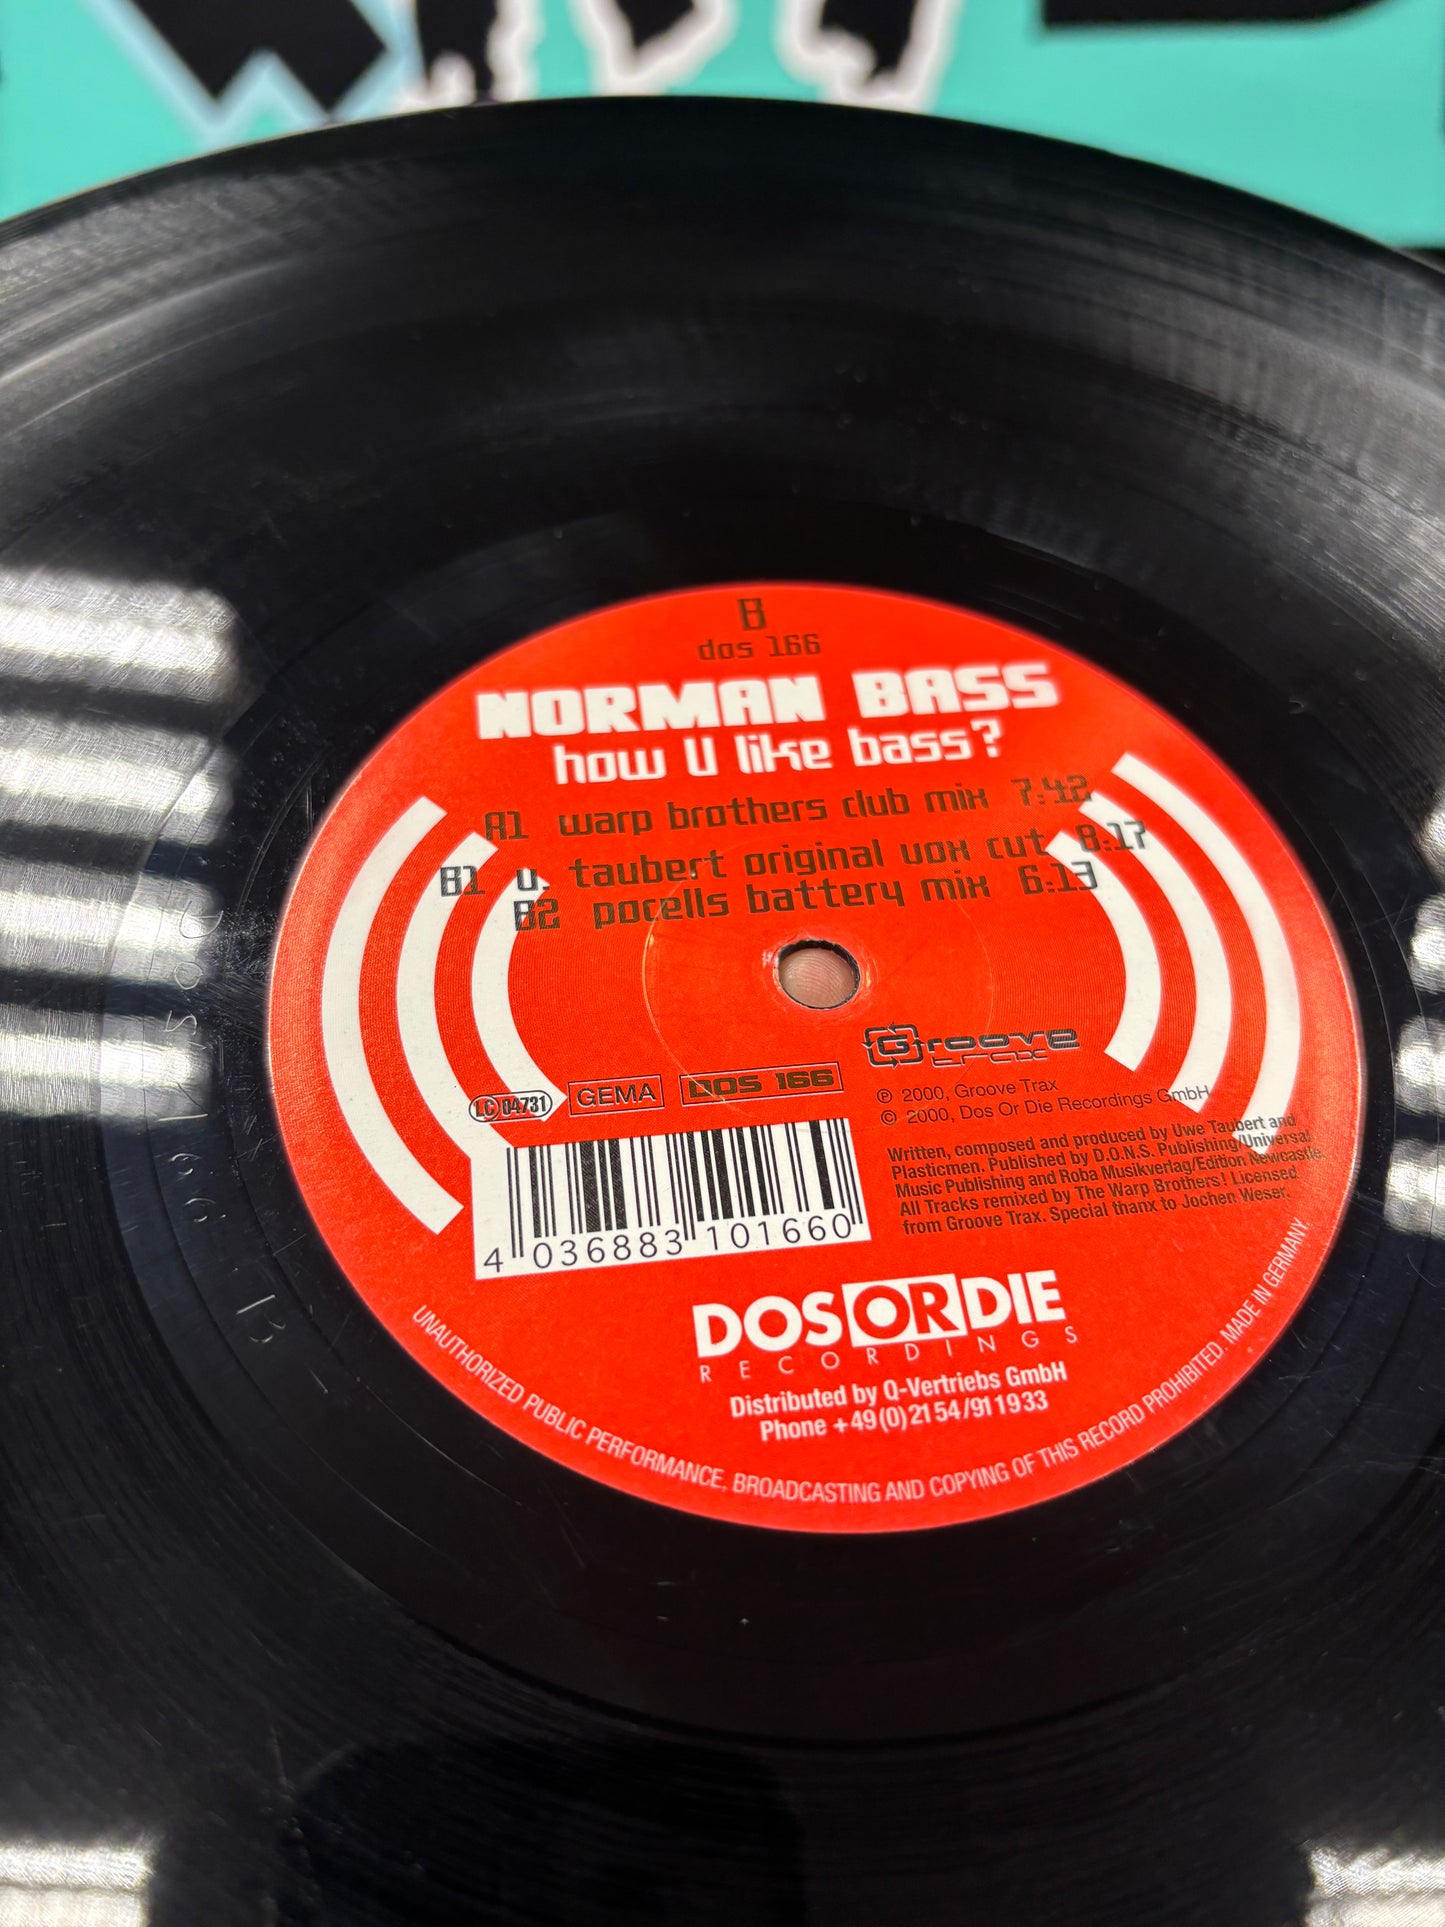 B
dos 166
NORMAN BASS
how U like bass?
A1 warp brothers club mix 7:42
B1 u. taubert original vox cut 8:17
B2 pocells battery mix 6:13
Groove
trax
LC 04731 GEMA DOS 166
℗ 2000, Groove Trax
© 2000, Dos Or Die Recordings GmbH
Written, composed and produced by Uwe Taubert and
Plasticmen. Published by D.O.N.S. Publishing/Universal
Music Publishing and Roba Musikverlag/Edition Newcastle
All Tracks remixed by The Warp Brothers! Licensed
from Groove Trax. Special thanx to Jochen Weser.
4 036883 101660
DOS OR DIE
RECORDINGS
Distributed by Q-Vertriebs GmbH
Phone +49(0)2154/911933
UNAUTHORIZED PUBLIC PERFORMANCE, BROADCASTING AND COPYING OF THIS RECORD PROHIBITED. MADE IN GERMANY.